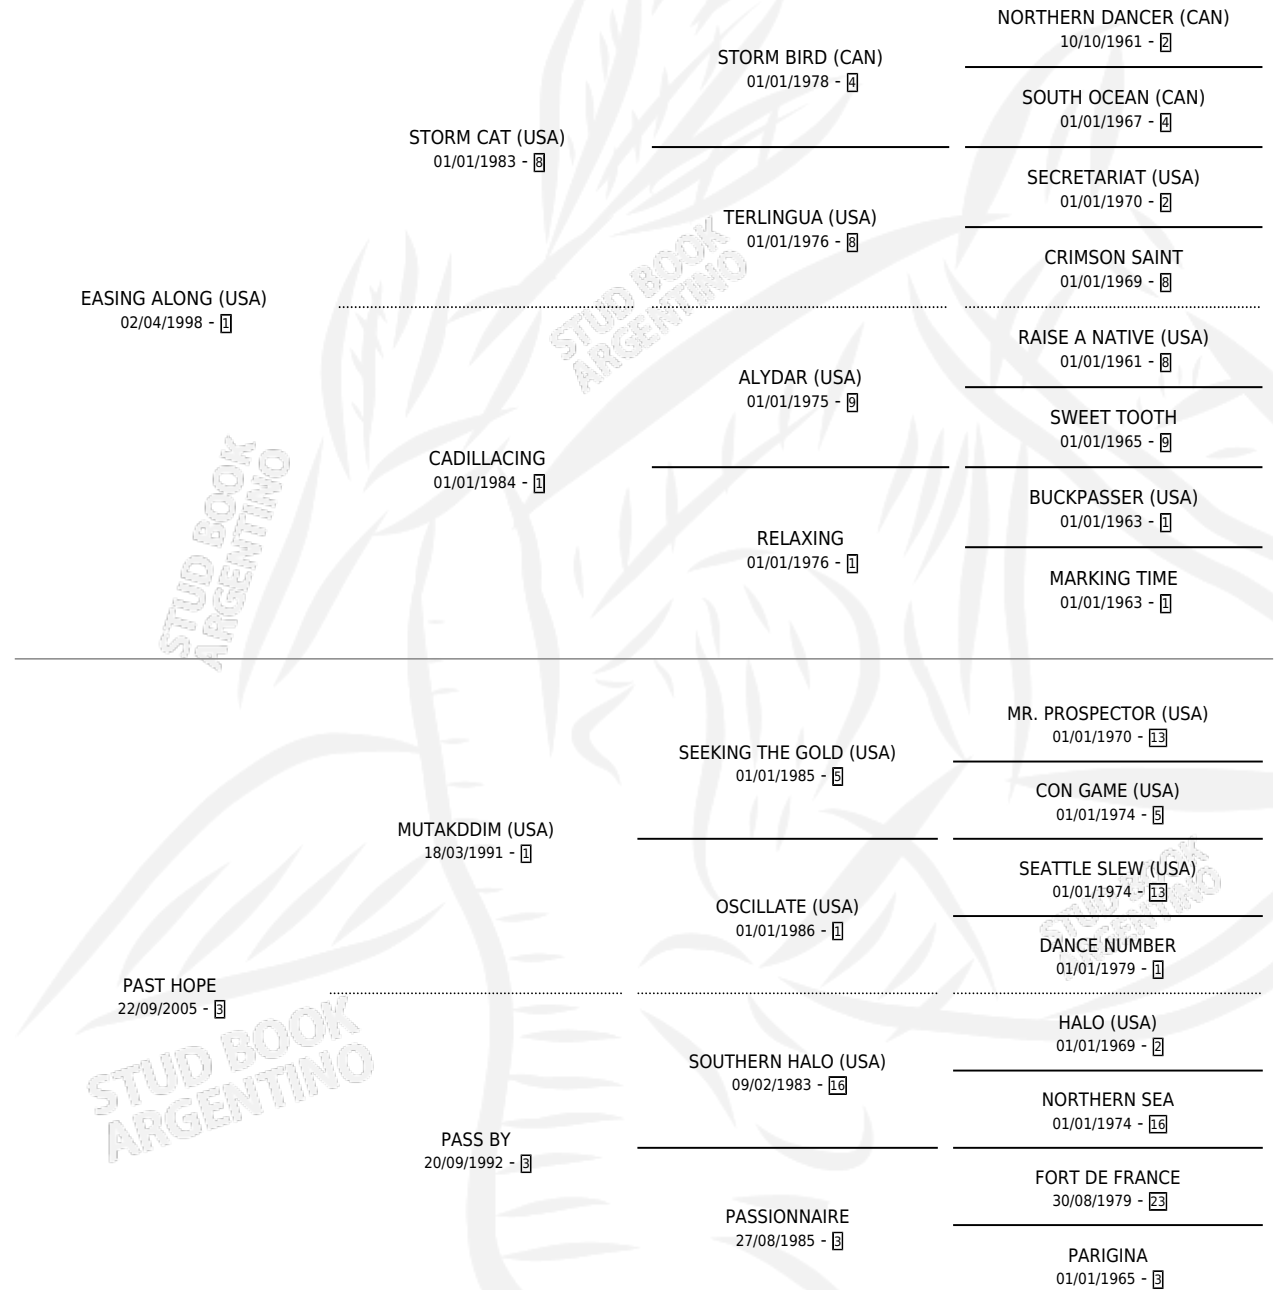 NORTHERN DANCER (CAN)
10/10/1961 - 2
STORM BIRD (CAN)
01/01/1978 - 4
SOUTH OCEAN (CAN)
01/01/1967 - 4
STORM CAT (USA)
01/01/1983 - 8
SECRETARIAT (USA)
01/01/1970 - 2
TERLINGUA (USA)
01/01/1976 - 8
CRIMSON SAINT
01/01/1969 - 8
EASING ALONG (USA)
02/04/1998 - 1
RAISE A NATIVE (USA)
01/01/1961 - 8
ALYDAR (USA)
01/01/1975 - 9
SWEET TOOTH
01/01/1965 - 9
CADILLACING
01/01/1984 - 1
BUCKPASSER (USA)
01/01/1963 - 1
RELAXING
01/01/1976 - 1
MARKING TIME
01/01/1963 - 1
STUD BOOK
ARGENTINO
STUD BOOK
ARGENTINO
MR. PROSPECTOR (USA)
01/01/1970 - 13
SEEKING THE GOLD (USA)
01/01/1985 - 5
CON GAME (USA)
01/01/1974 - 5
MUTAKDDIM (USA)
18/03/1991 - 1
SEATTLE SLEW (USA)
01/01/1974 - 13
OSCILLATE (USA)
01/01/1986 - 1
DANCE NUMBER
01/01/1979 - 1
PAST HOPE
22/09/2005 - 3
HALO (USA)
01/01/1969 - 2
SOUTHERN HALO (USA)
09/02/1983 - 16
NORTHERN SEA
01/01/1974 - 16
PASS BY
20/09/1992 - 3
FORT DE FRANCE
30/08/1979 - 23
PASSIONNAIRE
27/08/1985 - 3
PARIGINA
01/01/1965 - 3
STUD BOOK
ARGENTINO
STUD BOOK
ARGENTINO